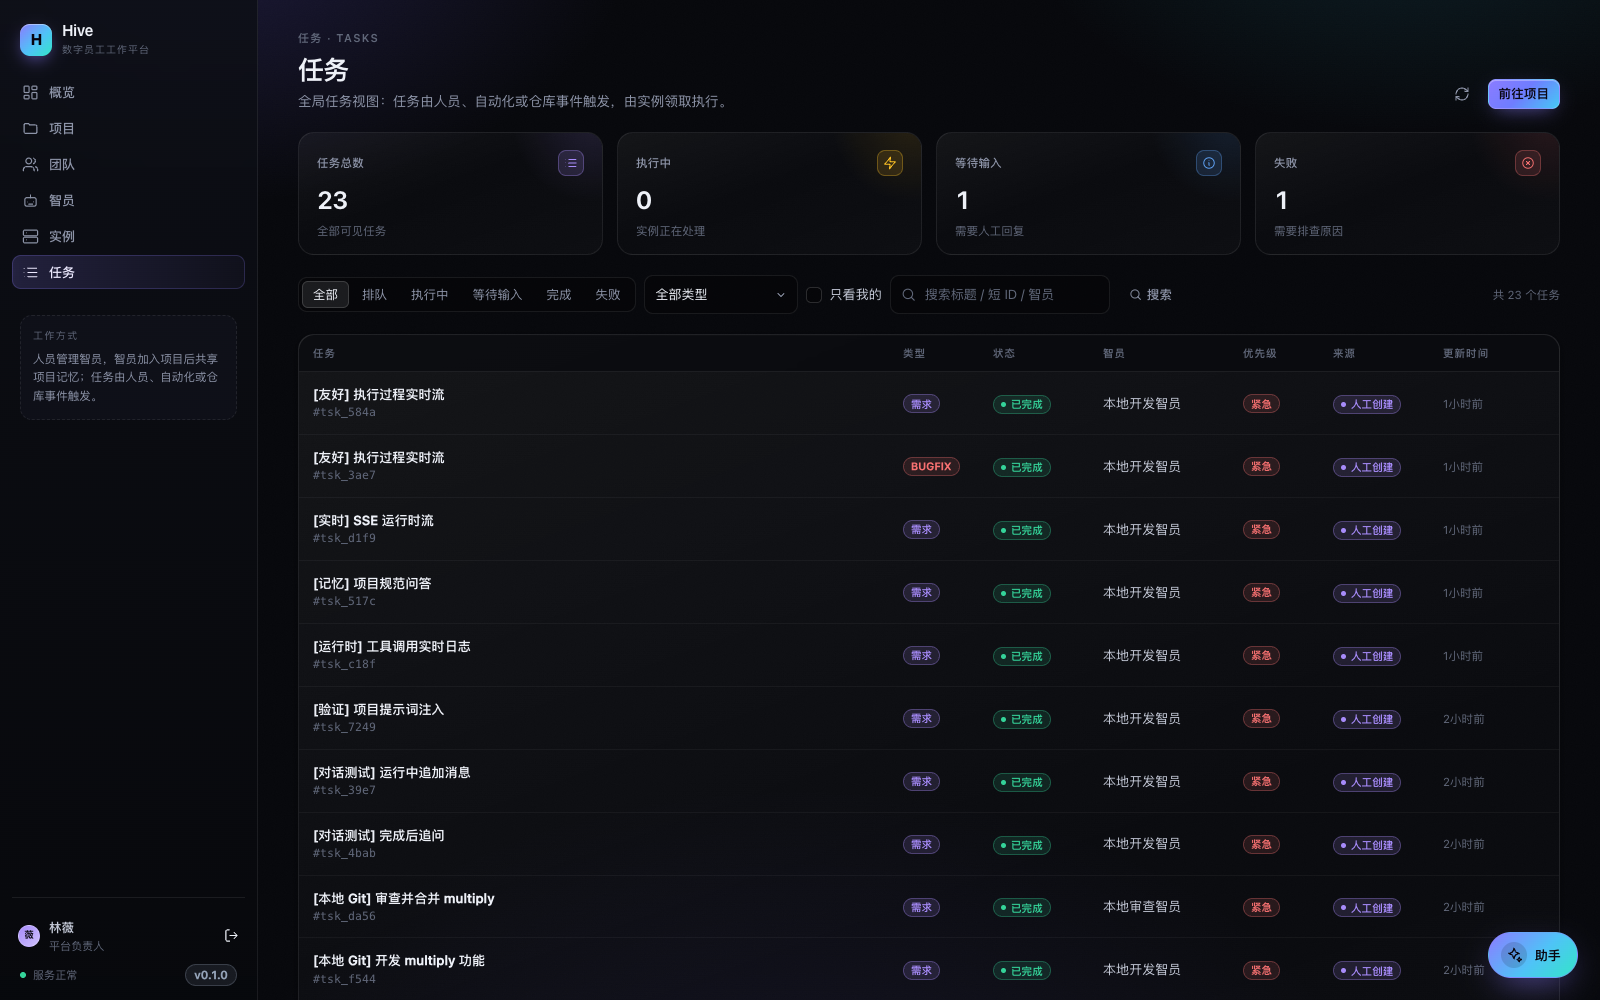 H
Hive
数字员工工作平台
概览
项目
团队
智员
实例
任务
工作方式
人员管理智员，智员加入项目后共享
项目记忆；任务由人员、自动化或仓
库事件触发。
薇
林薇
平台负责人
服务正常
v0.1.0
任务 · TASKS
任务
全局任务视图：任务由人员、自动化或仓库事件触发，由实例领取执行。
前往项目
任务总数
23
全部可见任务
执行中
0
实例正在处理
等待输入
1
需要人工回复
失败
1
需要排查原因
全部 排队 执行中 等待输入 完成 失败 全部类型 只看我的 搜索标题 / 短 ID / 智员 搜索 共 23 个任务
任务 类型 状态 智员 优先级 来源 更新时间
[友好] 执行过程实时流
#tsk_584a
需求 已完成 本地开发智员 紧急 人工创建 1小时前
[友好] 执行过程实时流
#tsk_3ae7
BUGFIX 已完成 本地开发智员 紧急 人工创建 1小时前
[实时] SSE 运行时流
#tsk_d1f9
需求 已完成 本地开发智员 紧急 人工创建 1小时前
[记忆] 项目规范问答
#tsk_517c
需求 已完成 本地开发智员 紧急 人工创建 1小时前
[运行时] 工具调用实时日志
#tsk_c18f
需求 已完成 本地开发智员 紧急 人工创建 1小时前
[验证] 项目提示词注入
#tsk_7249
需求 已完成 本地开发智员 紧急 人工创建 2小时前
[对话测试] 运行中追加消息
#tsk_39e7
需求 已完成 本地开发智员 紧急 人工创建 2小时前
[对话测试] 完成后追问
#tsk_4bab
需求 已完成 本地开发智员 紧急 人工创建 2小时前
[本地 Git] 审查并合并 multiply
#tsk_da56
需求 已完成 本地审查智员 紧急 人工创建 2小时前
[本地 Git] 开发 multiply 功能
#tsk_f544
需求 已完成 本地开发智员 紧急 人工创建 2小时前
助手